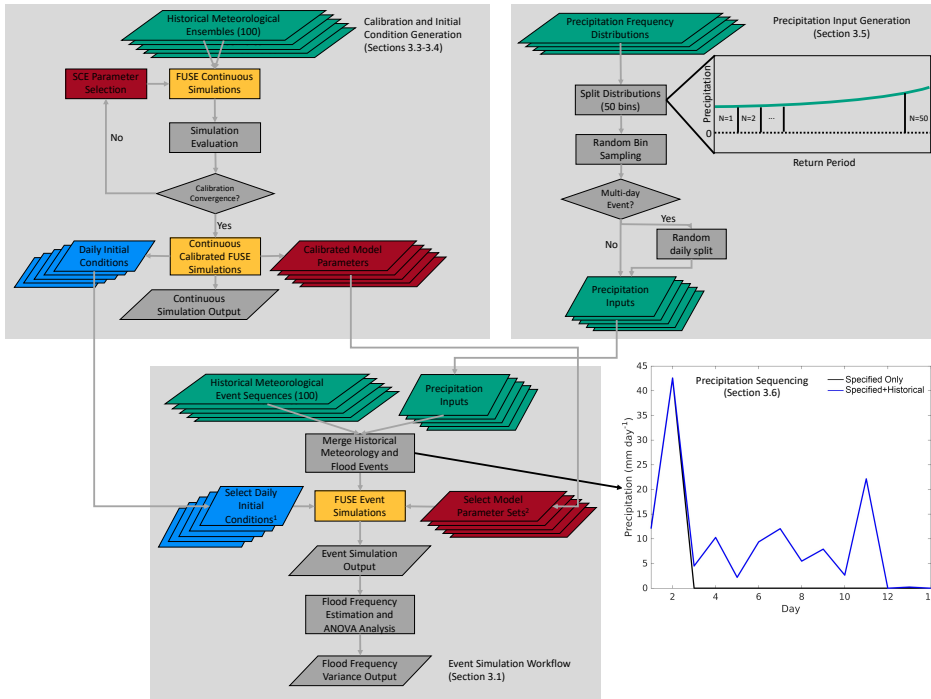 Historical Meteorological
Ensembles (100)
Calibration and Initial
Condition Generation
(Sections 3.3-3.4)
SCE Parameter
Selection
FUSE Continuous
Simulations
No
Simulation
Evaluation
Calibration
Convergence?
Yes
Daily Initial
Conditions
Continuous
Calibrated FUSE
Simulations
Calibrated Model
Parameters
Continuous
Simulation Output
Precipitation Frequency
Distributions
Precipitation Input Generation
(Section 3.5)
Split Distributions
(50 bins)
Precipitation
0
N=1
N=2
...
N=50
Return Period
Random Bin
Sampling
Multi-day
Event?
Yes
No
Random
daily split
Precipitation
Inputs
Historical Meteorological
Event Sequences (100)
Precipitation
Inputs
Merge Historical
Meteorology and
Flood Events
Select Daily
Initial
Conditions¹
FUSE Event
Simulations
Select Model
Parameter Sets²
Event Simulation
Output
Flood Frequency
Estimation and
ANOVA Analysis
Flood Frequency
Variance Output
Event Simulation Workflow
(Section 3.1)
Precipitation Sequencing
(Section 3.6)
Specified Only
Specified+Historical
Precipitation (mm day⁻¹)
45
40
35
30
25
20
15
10
5
0
2
4
6
8
10
12
14
Day